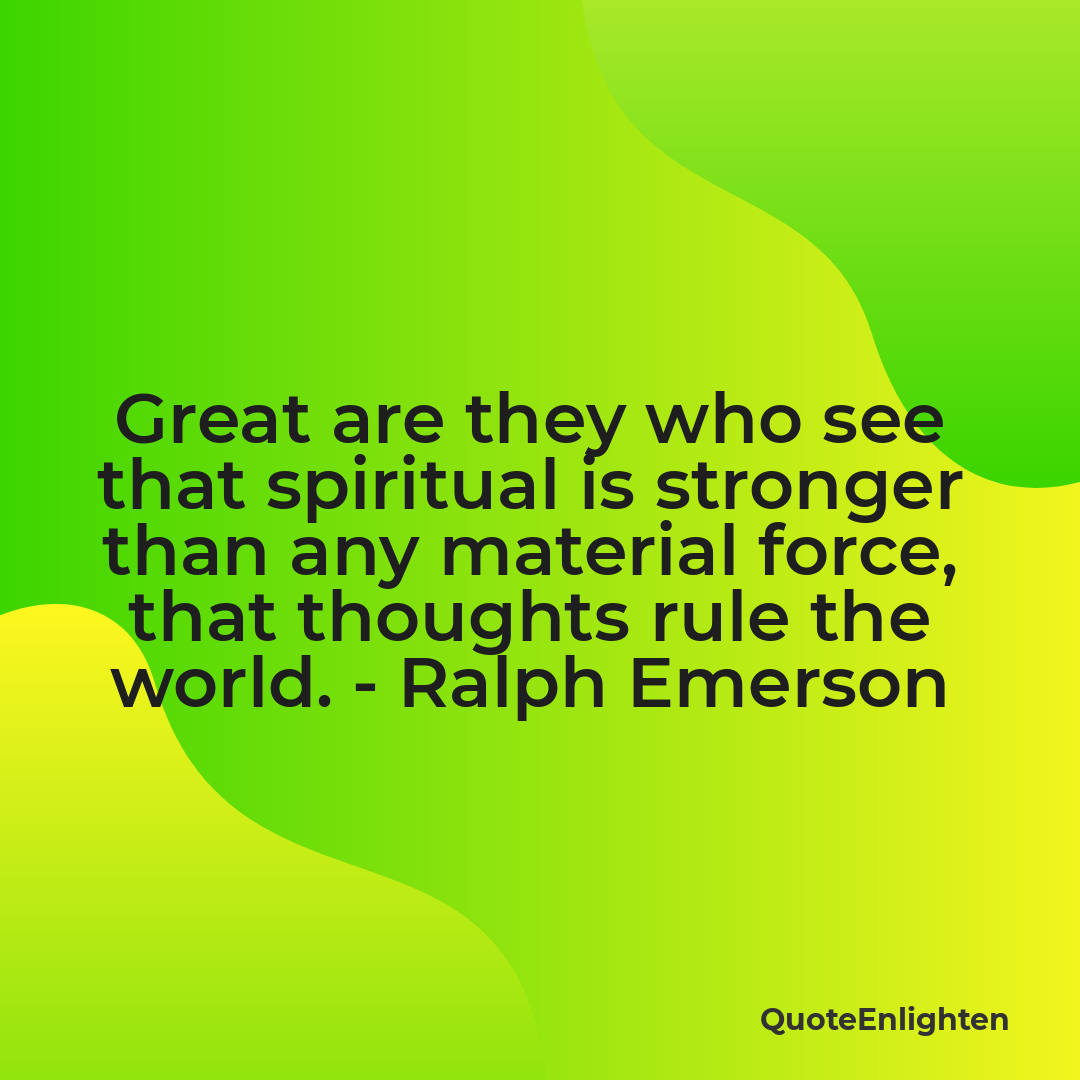 Great are they who see
that spiritual is stronger
than any material force,
that thoughts rule the
world. - Ralph Emerson
QuoteEnlighten